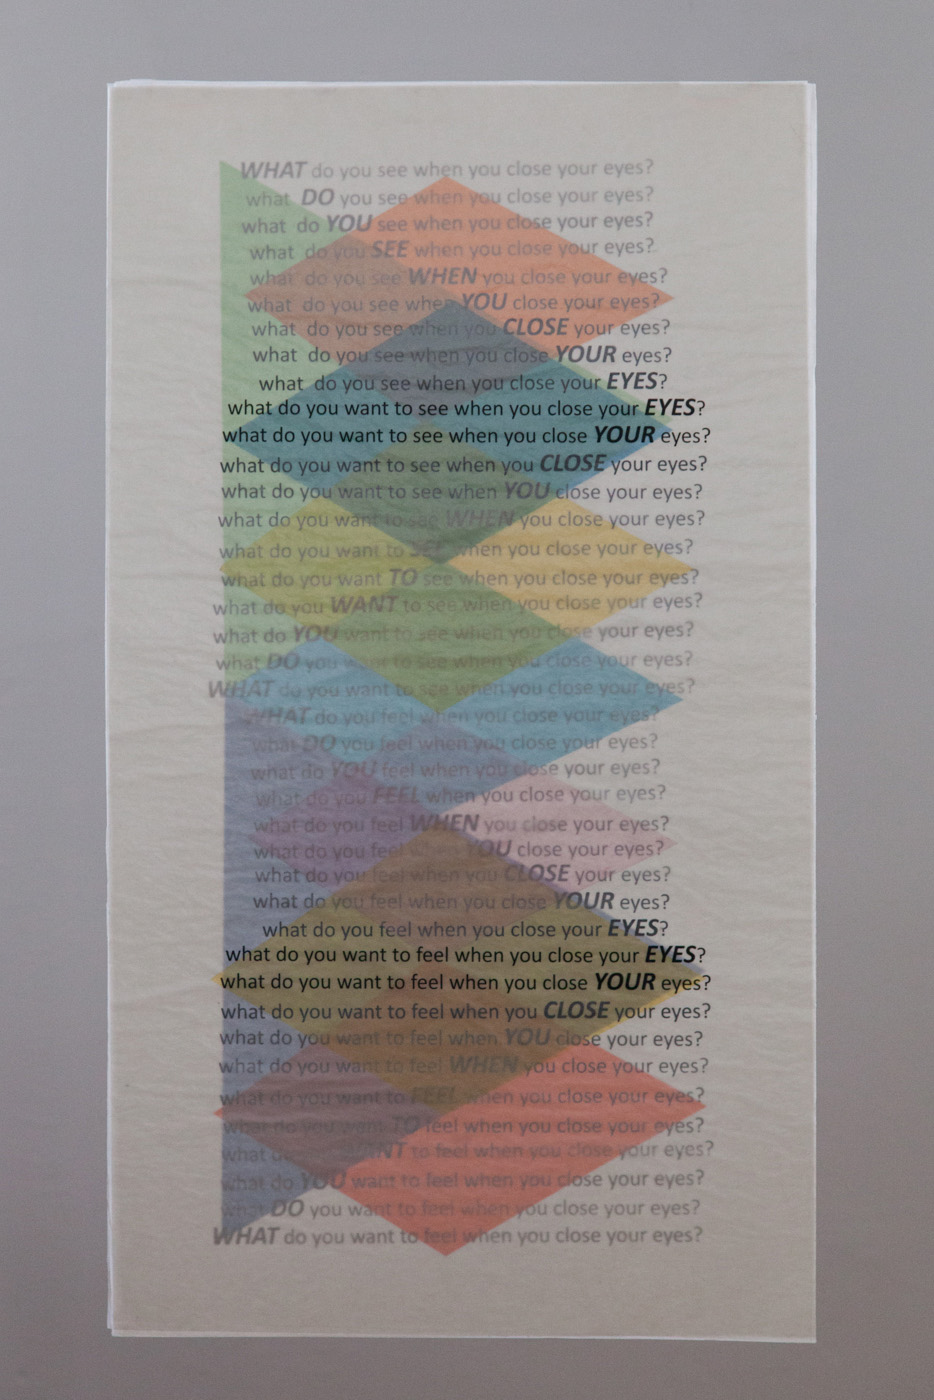 WHAT do you see when you close your eyes?
what DO you see when you close your eyes?
what do YOU see when you close your eyes?
what do you SEE when you close your eyes?
what do you see WHEN you close your eyes?
what do you see when YOU close your eyes?
what do you see when you CLOSE your eyes?
what do you see when you close YOUR eyes?
what do you see when you close your EYES?
what do you want to see when you close your EYES?
what do you want to see when you close YOUR eyes?
what do you want to see when you CLOSE your eyes?
what do you want to see when YOU close your eyes?
what do you want to see WHEN you close your eyes?
what do you want to SEE when you close your eyes?
what do you want TO see when you close your eyes?
what do you WANT to see when you close your eyes?
what do YOU want to see when you close your eyes?
what DO you want to see when you close your eyes?
WHAT do you want to see when you close your eyes?
WHAT do you feel when you close your eyes?
what DO you feel when you close your eyes?
what do YOU feel when you close your eyes?
what do you FEEL when you close your eyes?
what do you feel WHEN you close your eyes?
what do you feel when YOU close your eyes?
what do you feel when you CLOSE your eyes?
what do you feel when you close YOUR eyes?
what do you feel when you close your EYES?
what do you want to feel when you close your EYES?
what do you want to feel when you close YOUR eyes?
what do you want to feel when you CLOSE your eyes?
what do you want to feel when YOU close your eyes?
what do you want to feel WHEN you close your eyes?
what do you want to FEEL when you close your eyes?
what do you want TO feel when you close your eyes?
what do you WANT to feel when you close your eyes?
what do YOU want to feel when you close your eyes?
what DO you want to feel when you close your eyes?
WHAT do you want to feel when you close your eyes?